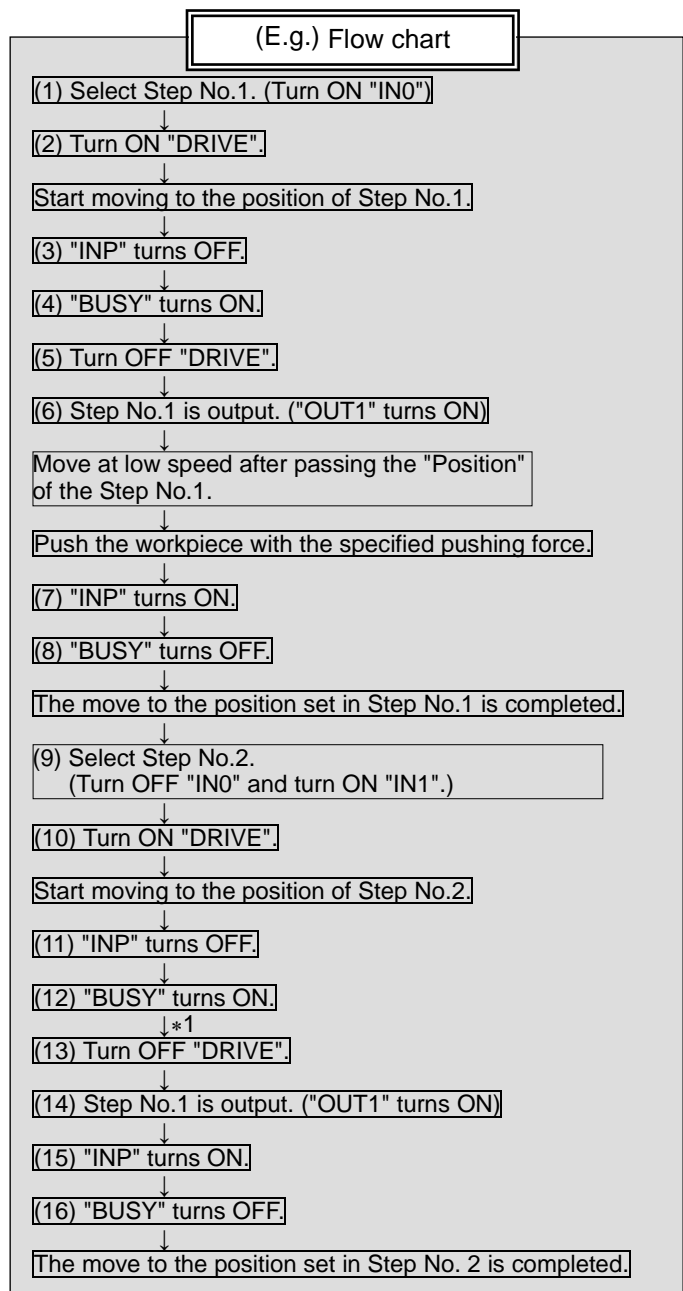 (E.g.) Flow chart
(1) Select Step No.1. (Turn ON "IN0")
↓
(2) Turn ON "DRIVE".
↓
Start moving to the position of Step No.1.
↓
(3) "INP" turns OFF.
↓
(4) "BUSY" turns ON.
↓
(5) Turn OFF "DRIVE".
↓
(6) Step No.1 is output. ("OUT1" turns ON)
↓
Move at low speed after passing the "Position"
of the Step No.1.
↓
Push the workpiece with the specified pushing force.
↓
(7) "INP" turns ON.
↓
(8) "BUSY" turns OFF.
↓
The move to the position set in Step No.1 is completed.
↓
(9) Select Step No.2.
(Turn OFF "IN0" and turn ON "IN1".)
↓
(10) Turn ON "DRIVE".
↓
Start moving to the position of Step No.2.
↓
(11) "INP" turns OFF.
↓
(12) "BUSY" turns ON.
↓*1
(13) Turn OFF "DRIVE".
↓
(14) Step No.1 is output. ("OUT1" turns ON)
↓
(15) "INP" turns ON.
↓
(16) "BUSY" turns OFF.
↓
The move to the position set in Step No. 2 is completed.